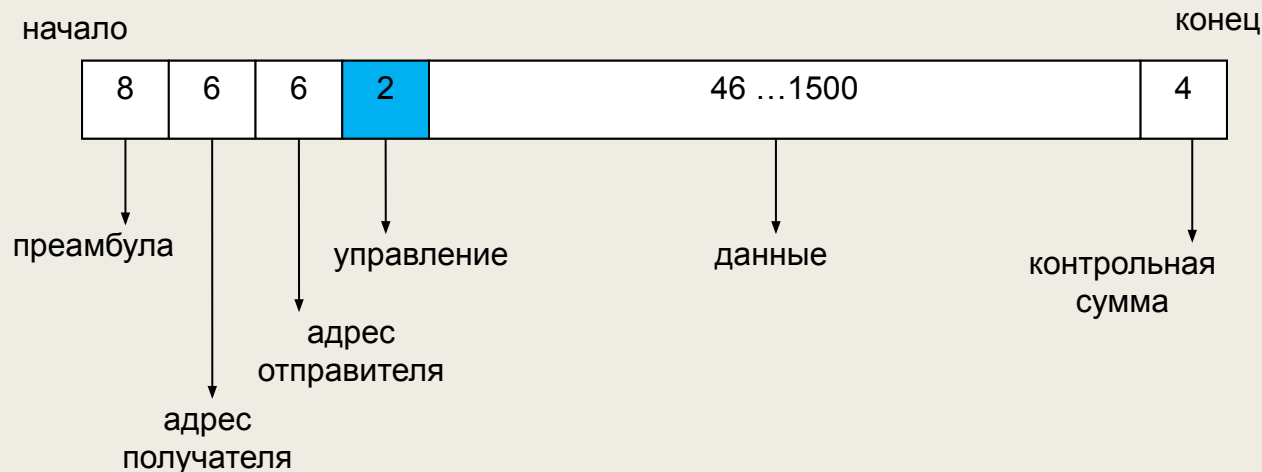 начало
конец
8 6 6 2 46 ...1500 4
преамбула
управление
данные
контрольная
сумма
адрес
отправителя
адрес
получателя